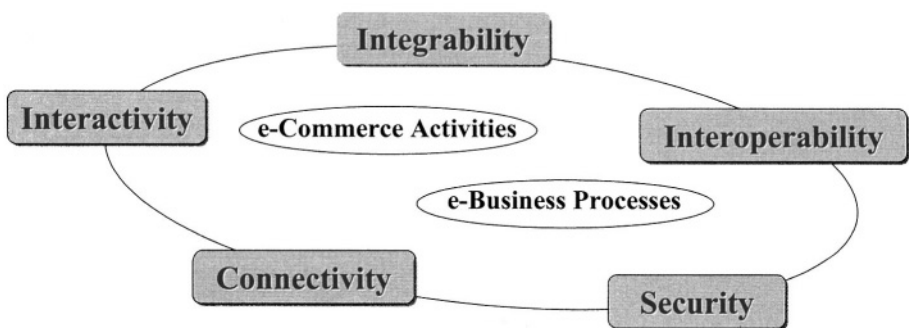 Integrability
Interactivity
e-Commerce Activities
Interoperability
e-Business Processes
Connectivity
Security